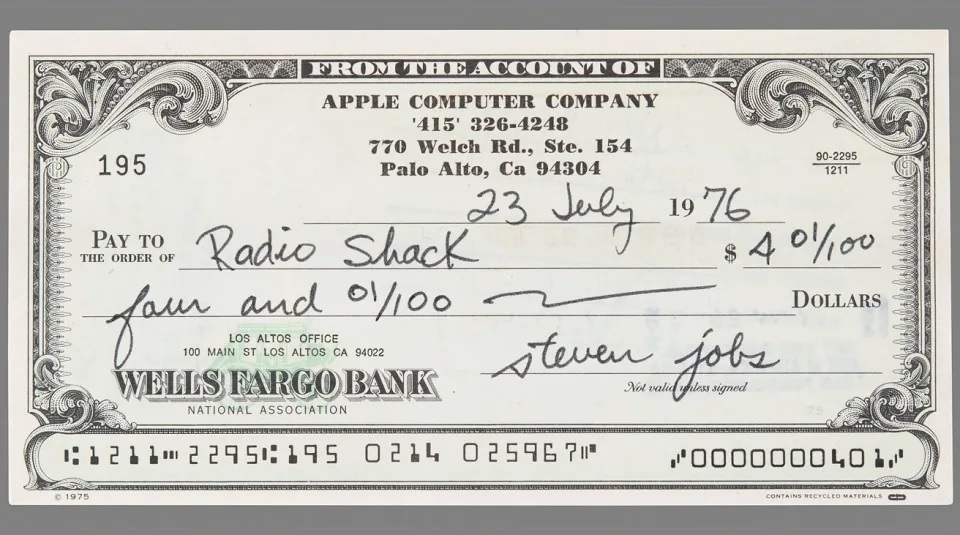 FROM THE ACCOUNT OF
APPLE COMPUTER COMPANY
'415' 326-4248
770 Welch Rd., Ste. 154
Palo Alto, Ca 94304
195
90-2295
1211
23 July 1976
PAY TO
THE ORDER OF Radio Shack $ 4 01/100
four and 01/100 DOLLARS
LOS ALTOS OFFICE
100 MAIN ST LOS ALTOS CA 94022
WELLS FARGO BANK
NATIONAL ASSOCIATION
steven jobs
Not valid unless signed
75
⑆1211⑉2295⑆195 0214 025967⑈ ⑇0000000401⑇
© 1975
CONTAINS RECYCLED MATERIALS